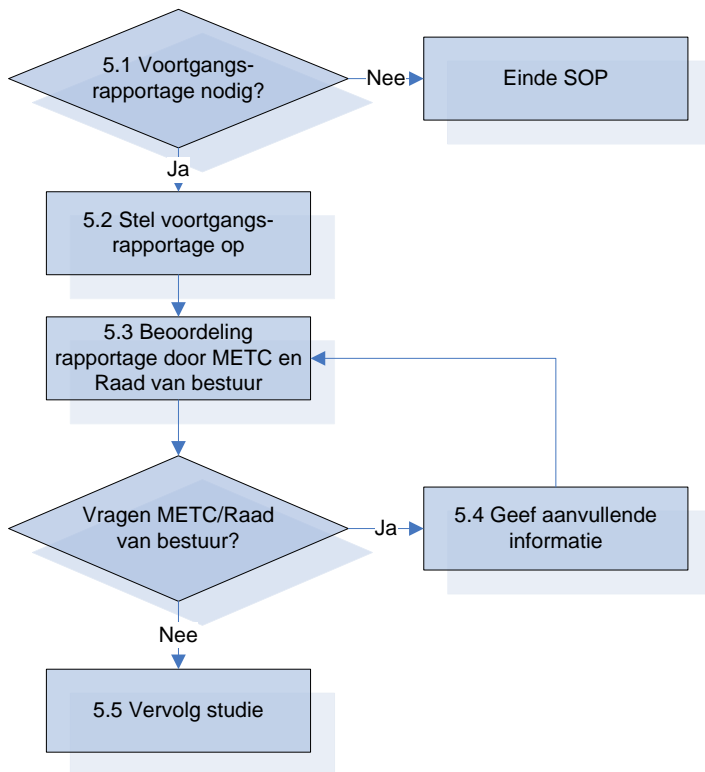 5.1 Voortgangs-
rapportage nodig?
Nee
Einde SOP
Ja
5.2 Stel voortgangs-
rapportage op
5.3 Beoordeling
rapportage door METC en
Raad van bestuur
Vragen METC/Raad
van bestuur?
Ja
5.4 Geef aanvullende
informatie
Nee
5.5 Vervolg studie